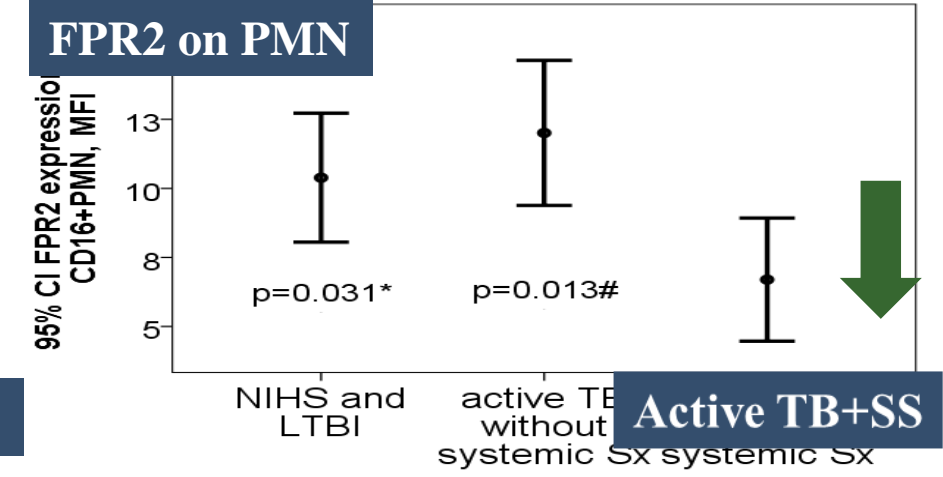 FPR2 on PMN
95% CI FPR2 expression
CD16+PMN, MFI
13
10
8
5
p=0.031*
p=0.013#
NIHS and
LTBI
active TB
without
systemic Sx
systemic Sx
Active TB+SS